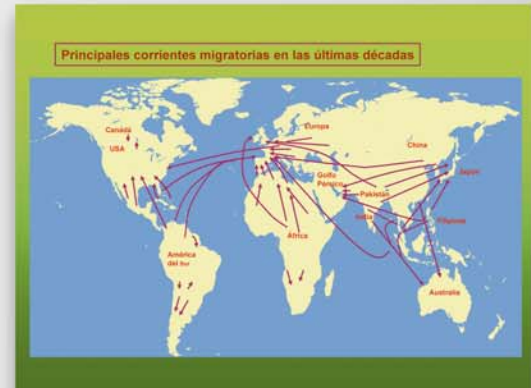 Principales corrientes migratorias en las últimas décadas
Canadá
USA
Europa
China
Golfo
Pérsico
Pakistán
Japón
India
Filipinas
África
América
del Sur
Australia